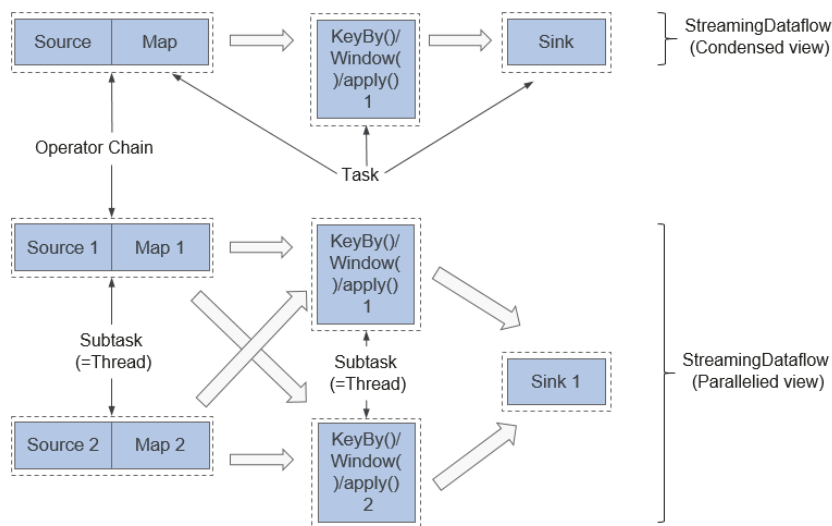 Source
Map
KeyBy()/
Window(
)/apply()
1
Sink
StreamingDataflow
(Condensed view)
Operator Chain
Task
Source 1
Map 1
KeyBy()/
Window(
)/apply()
1
Subtask
(=Thread)
Subtask
(=Thread)
Sink 1
StreamingDataflow
(Parallelied view)
Source 2
Map 2
KeyBy()/
Window(
)/apply()
2